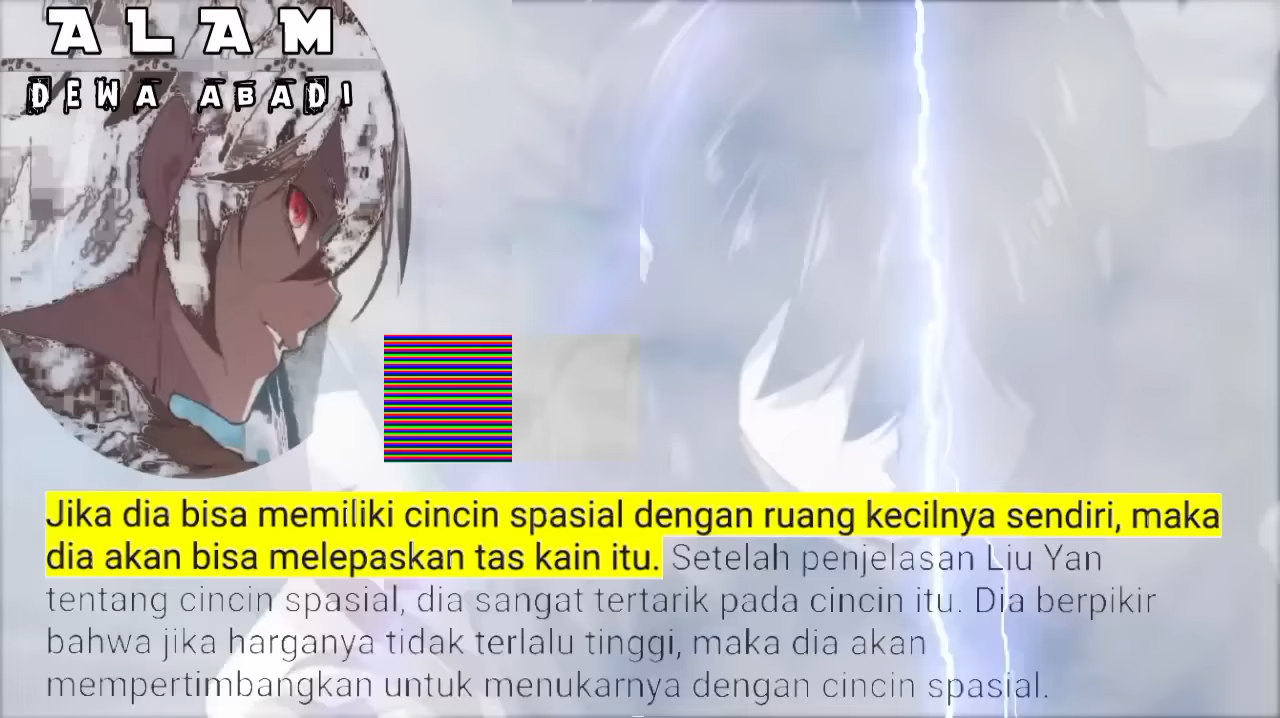 ALAM
DEWA ABADI
Jika dia bisa memiliki cincin spasial dengan ruang kecilnya sendiri, maka
dia akan bisa melepaskan tas kain itu. Setelah penjelasan Liu Yan
tentang cincin spasial, dia sangat tertarik pada cincin itu. Dia berpikir
bahwa jika harganya tidak terlalu tinggi, maka dia akan
mempertimbangkan untuk menukarnya dengan cincin spasial.